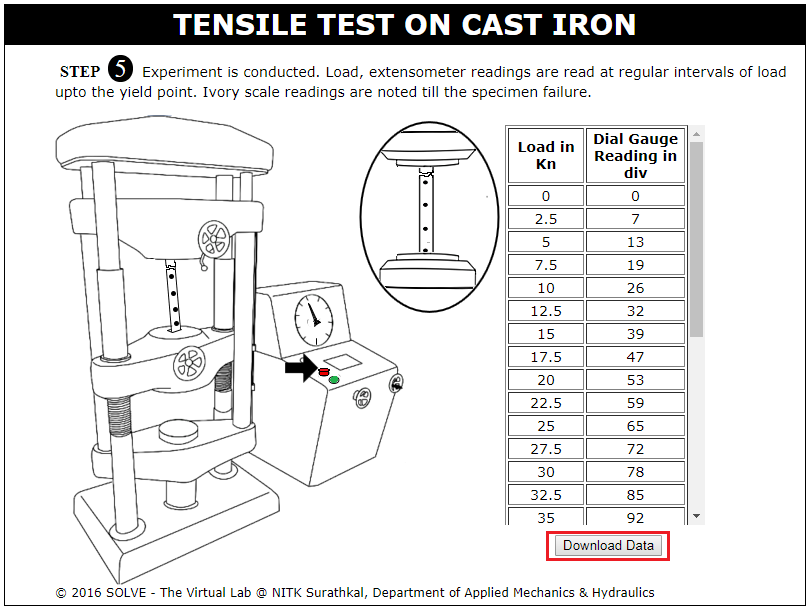 TENSILE TEST ON CAST IRON
STEP 5 Experiment is conducted. Load, extensometer readings are read at regular intervals of load
upto the yield point. Ivory scale readings are noted till the specimen failure.
Load in Kn Dial Gauge Reading in div
0 0
2.5 7
5 13
7.5 19
10 26
12.5 32
15 39
17.5 47
20 53
22.5 59
25 65
27.5 72
30 78
32.5 85
35 92
Download Data
© 2016 SOLVE - The Virtual Lab @ NITK Surathkal, Department of Applied Mechanics & Hydraulics